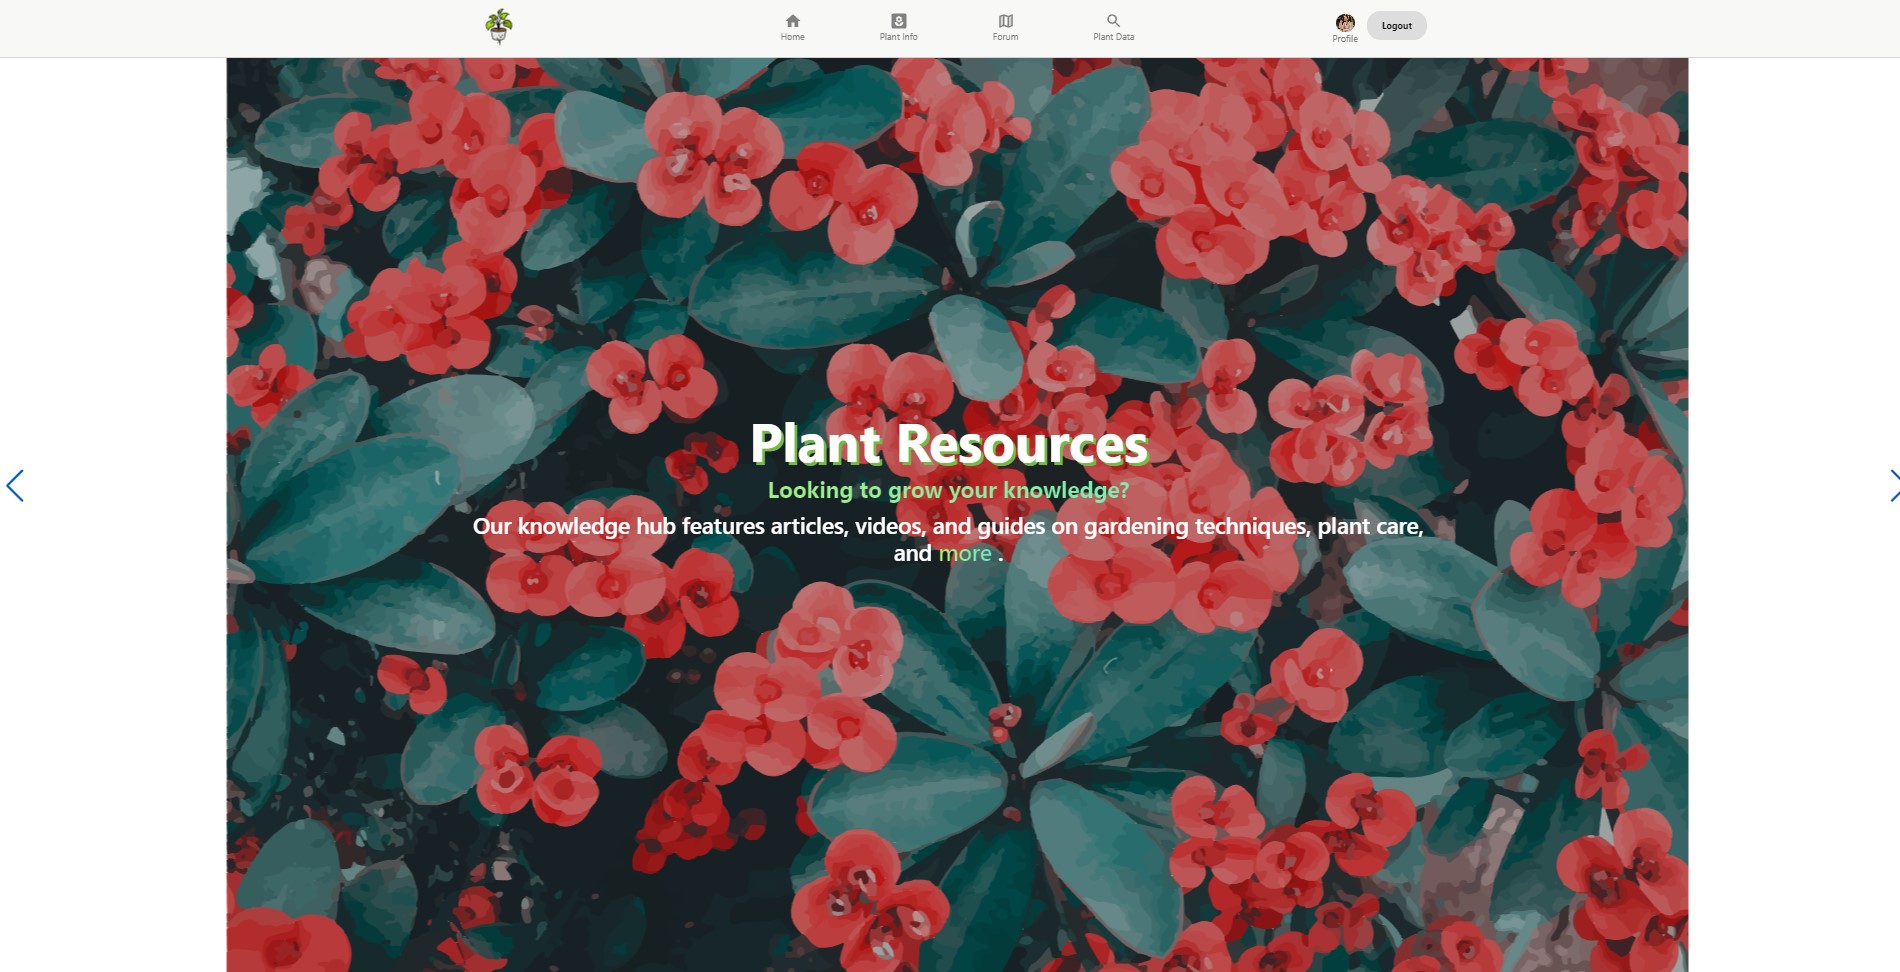 Home
Plant Info
Forum
Plant Data
Profile
Logout
Plant Resources
Looking to grow your knowledge?
Our knowledge hub features articles, videos, and guides on gardening techniques, plant care,
and more .